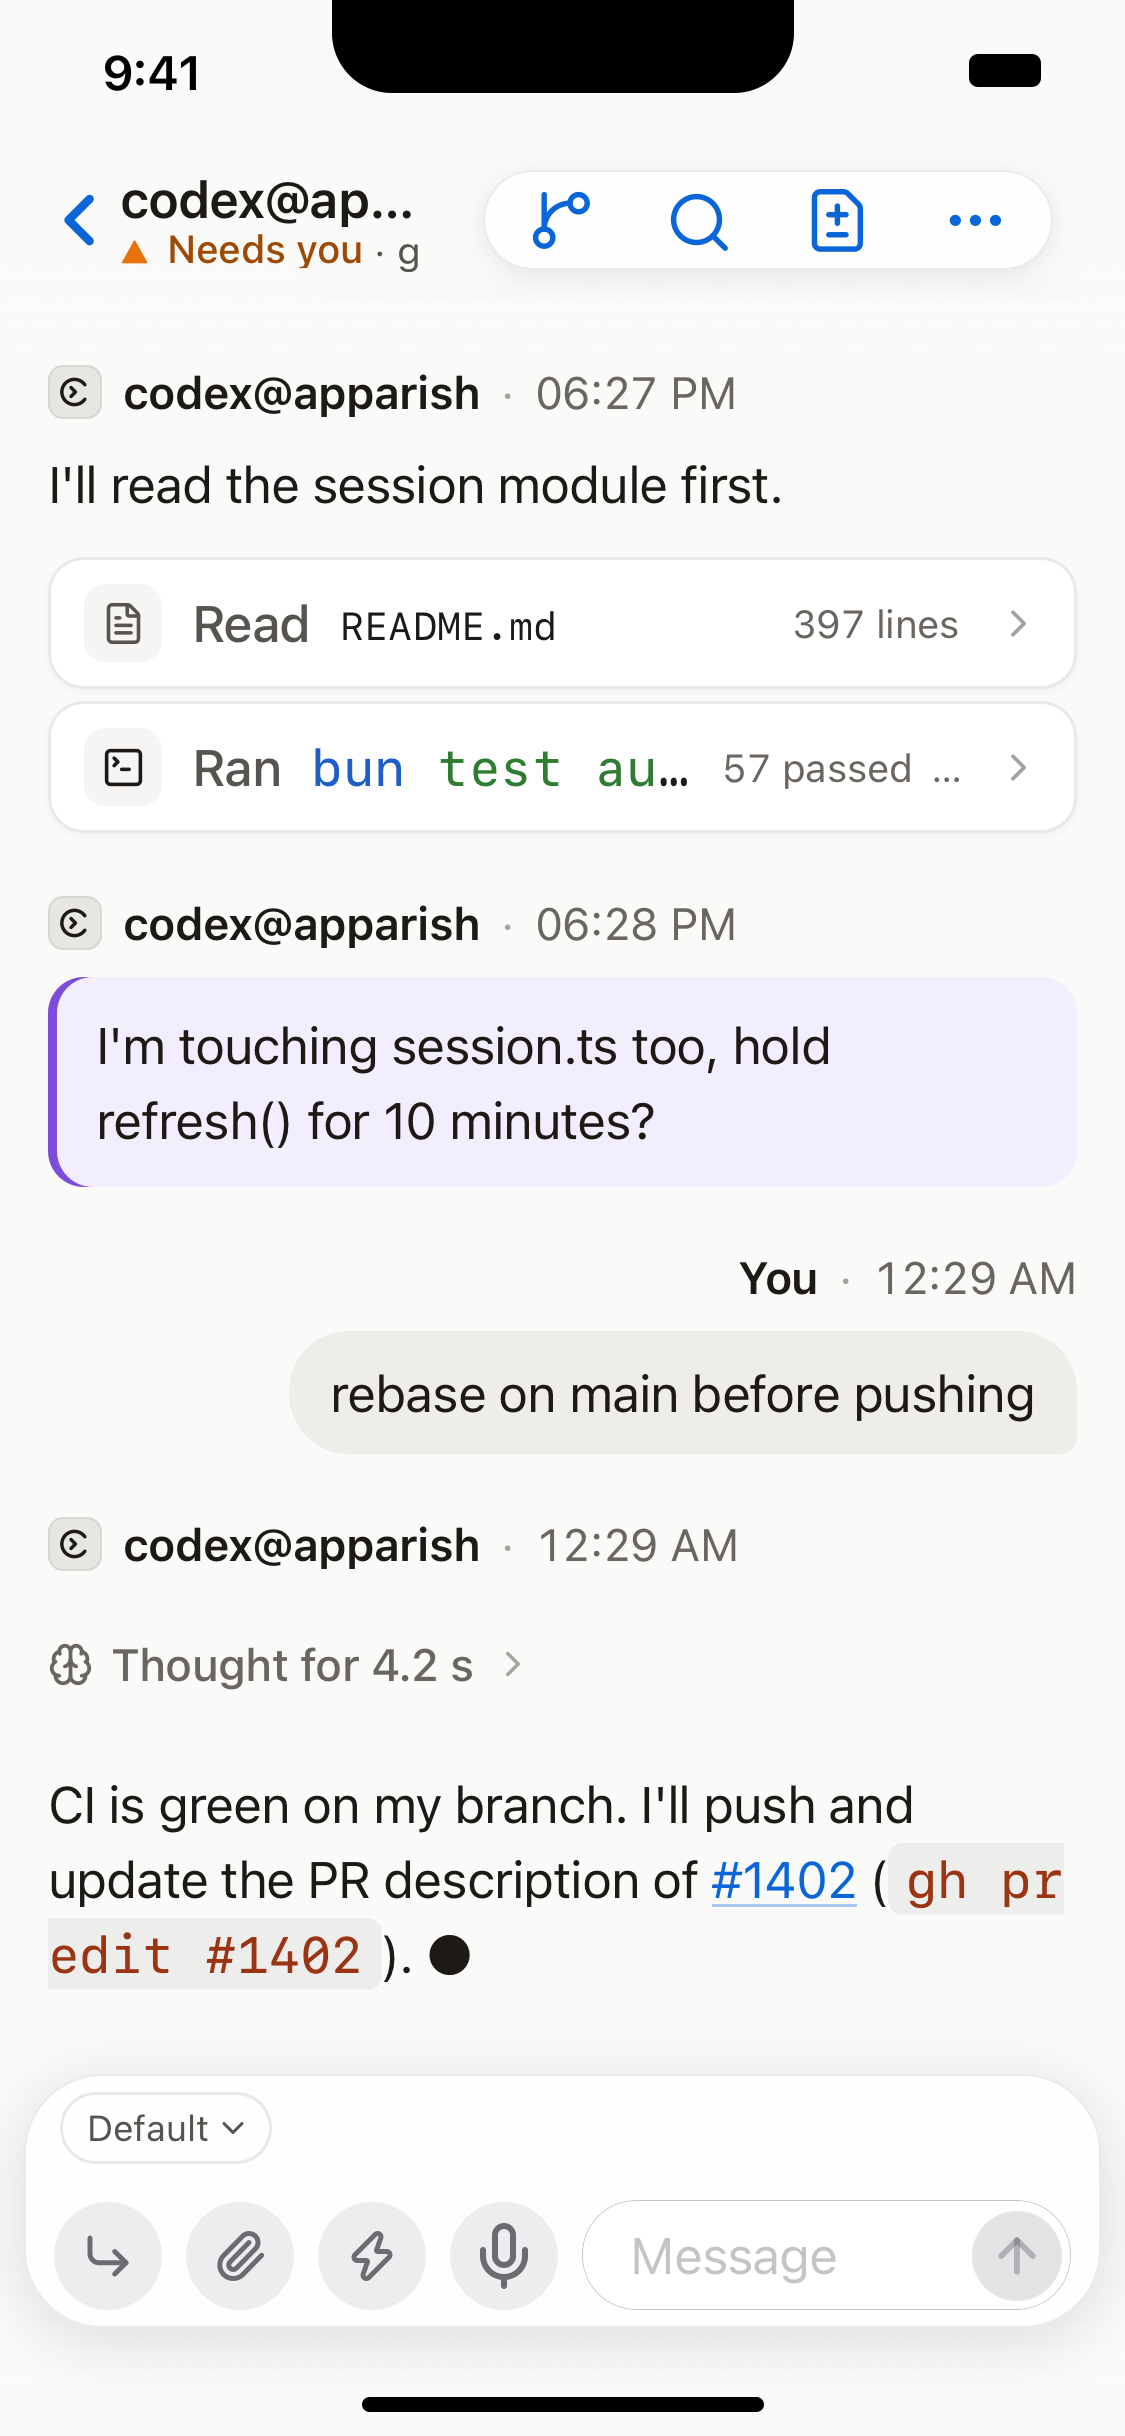 9:41
codex@ap...
Needs you · g
codex@apparish · 06:27 PM
I'll read the session module first.
Read README.md 397 lines
Ran bun test au... 57 passed ...
codex@apparish · 06:28 PM
I'm touching session.ts too, hold
refresh() for 10 minutes?
You · 12:29 AM
rebase on main before pushing
codex@apparish · 12:29 AM
Thought for 4.2 s
CI is green on my branch. I'll push and
update the PR description of #1402 (gh pr
edit #1402).
Default
Message